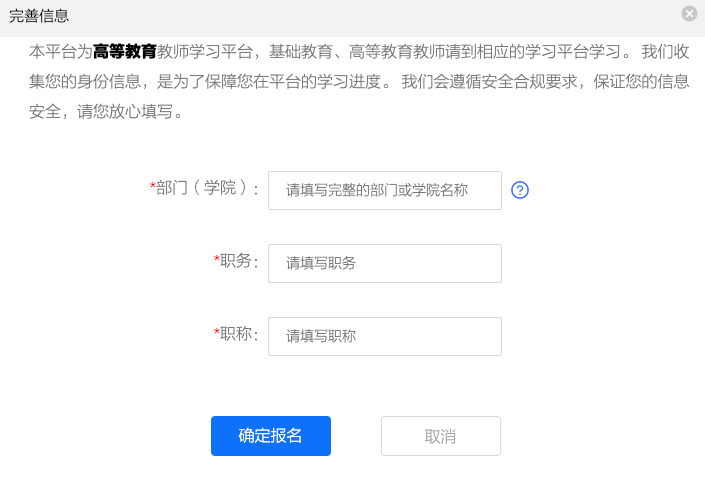 完善信息
本平台为高等教育教师学习平台，基础教育、高等教育教师请到相应的学习平台学习。 我们收
集您的身份信息，是为了保障您在平台的学习进度。 我们会遵循安全合规要求，保证您的信息
安全，请您放心填写。
*部门（学院）： 请填写完整的部门或学院名称 ?
*职务： 请填写职务
*职称： 请填写职称
确定报名 取消